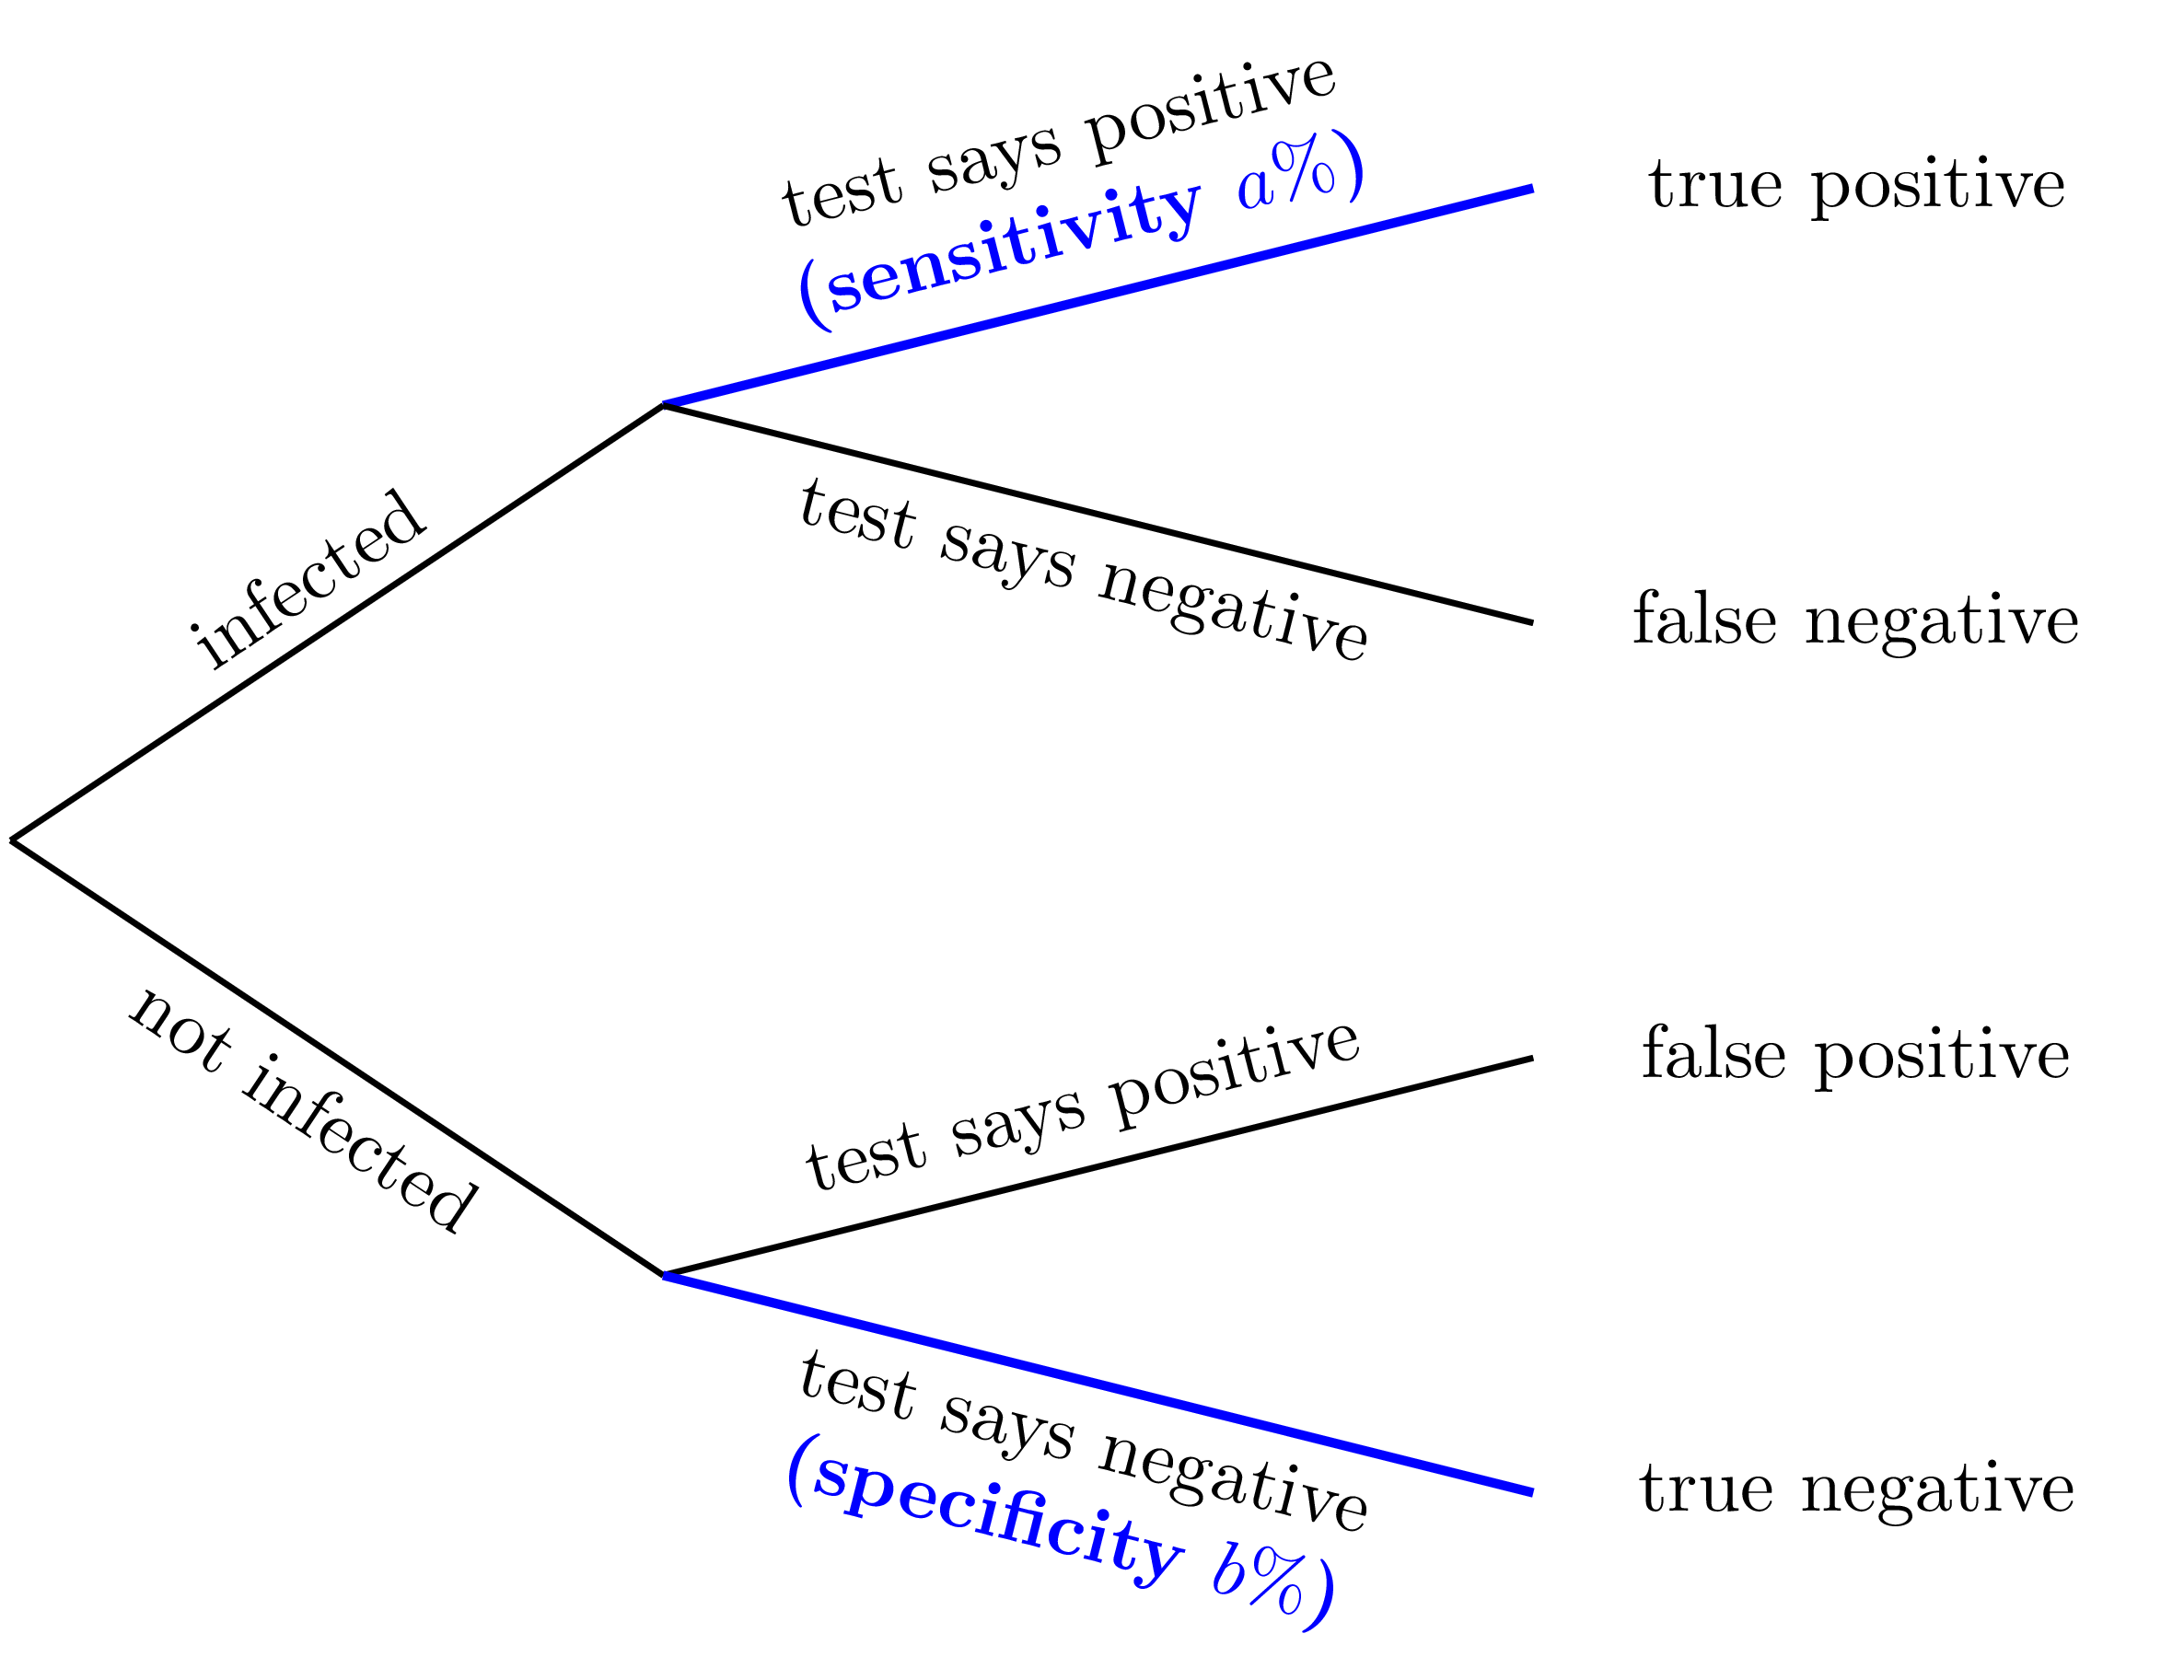 test says positive
(sensitivity a%)
true positive
infected
test says negative
false negative
not infected
test says positive
false positive
test says negative
(specificity b%)
true negative